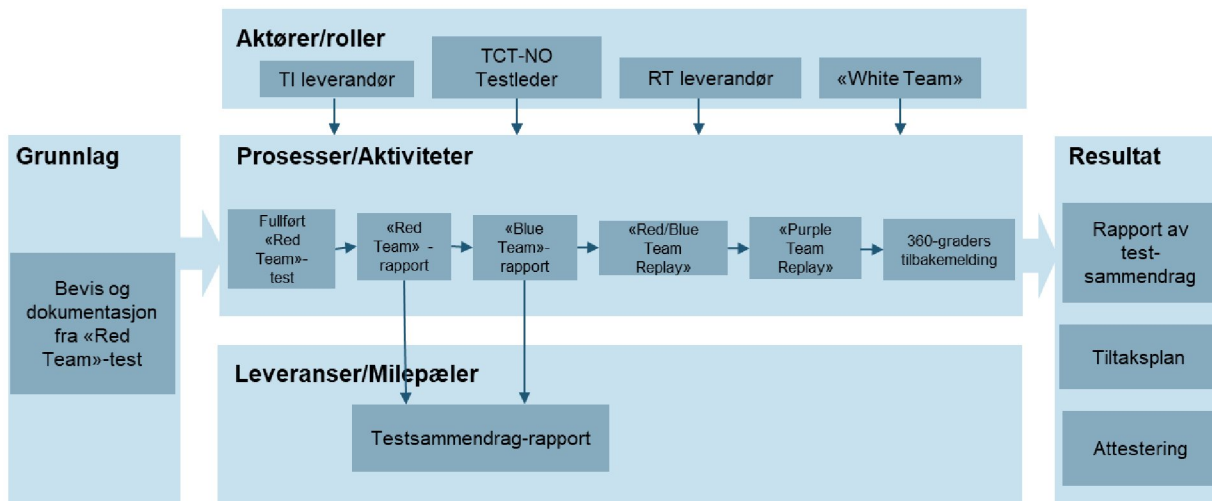 Aktører/roller
TI leverandør
TCT-NO
Testleder
RT leverandør
«White Team»
Grunnlag
Bevis og
dokumentasjon
fra «Red
Team»-test
Prosesser/Aktiviteter
Fullført
«Red
Team»-
test
«Red
Team» -
rapport
«Blue
Team»-
rapport
«Red/Blue
Team
Replay»
«Purple
Team
Replay»
360-graders
tilbakemelding
Leveranser/Milepæler
Testsammendrag-rapport
Resultat
Rapport av
test-
sammendrag
Tiltaksplan
Attestering